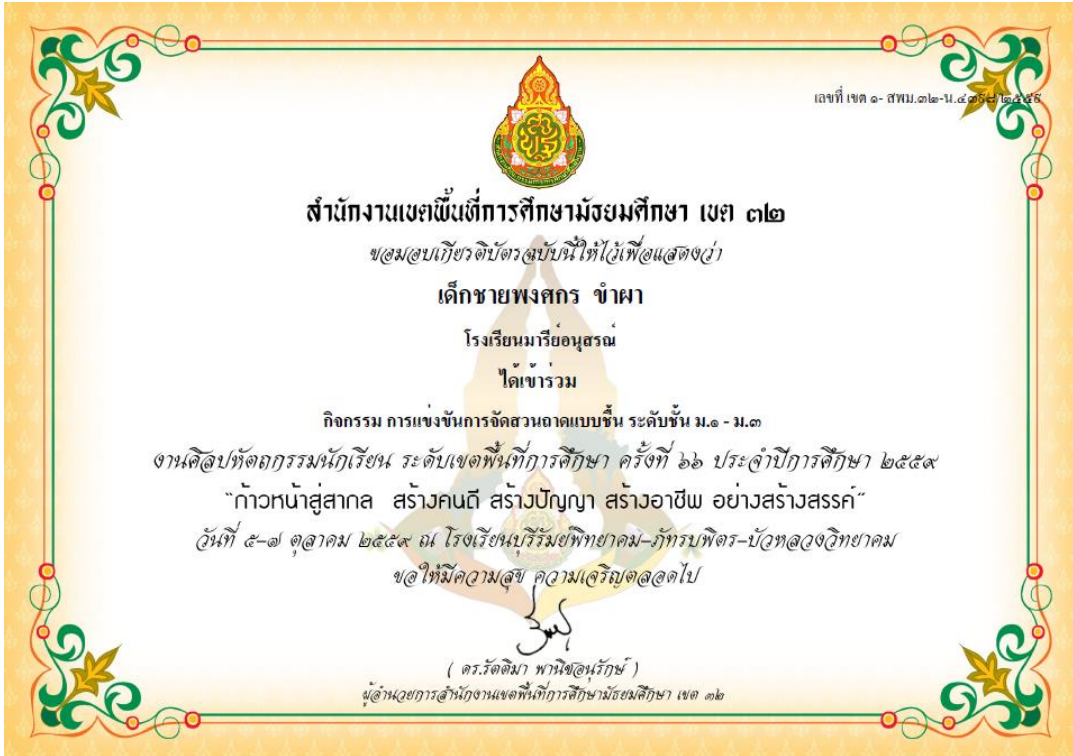 เลขที่ เขต ๑- สพม.๓๒-น.๔๓๙๘/๒๕๕๙
สำนักงานเขตพื้นที่การศึกษามัธยมศึกษา เขต ๓๒
ขอมอบเกียรติบัตรฉบับนี้ให้ไว้เพื่อแสดงว่า
เด็กชายพงศกร ขำผา
โรงเรียนมารีย์อนุสรณ์
ได้เข้าร่วม
กิจกรรม การแข่งขันการจัดสวนถาดแบบชื้น ระดับชั้น ม.๑ - ม.๓
งานศิลปหัตถกรรมนักเรียน ระดับเขตพื้นที่การศึกษา ครั้งที่ ๖๖ ประจำปีการศึกษา ๒๕๕๙
"ก้าวหน้าสู่สากล สร้างคนดี สร้างปัญญา สร้างอาชีพ อย่างสร้างสรรค์"
วันที่ ๕-๗ ตุลาคม ๒๕๕๙ ณ โรงเรียนบุรีรัมย์พิทยาคม-ภัทรบพิตร-บัวหลวงวิทยาคม
ขอให้มีความสุข ความเจริญตลอดไป
( ดร.รัตติมา พานิชอนุรักษ์ )
ผู้อำนวยการสำนักงานเขตพื้นที่การศึกษามัธยมศึกษา เขต ๓๒